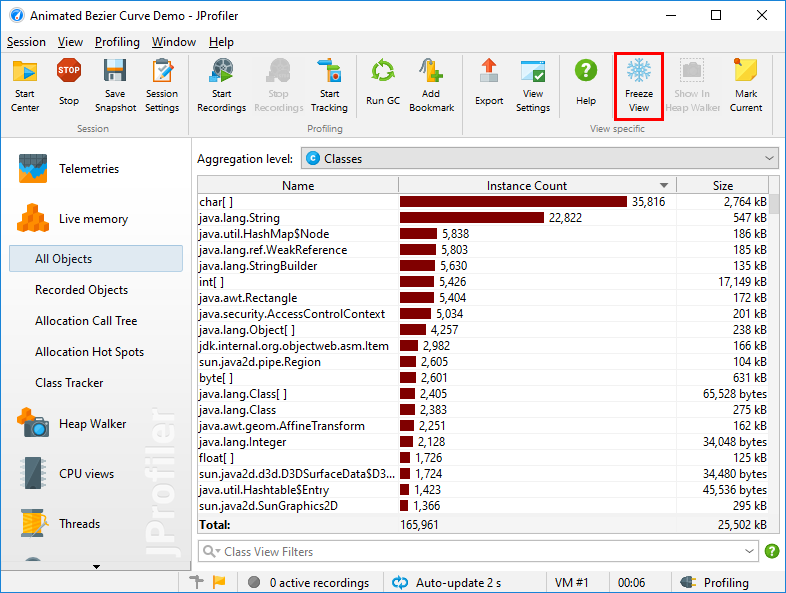 Animated Bezier Curve Demo - JProfiler
Session View Profiling Window Help
Start Center
STOP
Stop
Save Snapshot
Session Settings
Start Recordings
Stop Recordings
Start Tracking
Run GC
Add Bookmark
Export
View Settings
?
Help
Freeze View
Show In Heap Walker
Mark Current
Session
Profiling
View specific
Telemetries
Live memory
All Objects
Recorded Objects
Allocation Call Tree
Allocation Hot Spots
Class Tracker
Heap Walker
CPU views
Threads
JProfiler
Aggregation level: C Classes
Name Instance Count Size
char[ ] 35,816 2,764 kB
java.lang.String 22,822 547 kB
java.util.HashMap$Node 5,838 186 kB
java.lang.ref.WeakReference 5,803 185 kB
java.lang.StringBuilder 5,630 135 kB
int[ ] 5,426 17,149 kB
java.awt.Rectangle 5,404 172 kB
java.security.AccessControlContext 5,034 201 kB
java.lang.Object[ ] 4,257 238 kB
jdk.internal.org.objectweb.asm.Item 2,982 166 kB
sun.java2d.pipe.Region 2,605 104 kB
byte[ ] 2,601 631 kB
java.lang.Class[ ] 2,405 65,528 bytes
java.lang.Class 2,383 275 kB
java.awt.geom.AffineTransform 2,251 162 kB
java.lang.Integer 2,128 34,048 bytes
float[ ] 1,726 125 kB
sun.java2d.d3d.D3DSurfaceData$D3... 1,724 34,480 bytes
java.util.Hashtable$Entry 1,423 45,536 bytes
sun.java2d.SunGraphics2D 1,366 295 kB
Total: 165,961 25,502 kB
Class View Filters
?
0 active recordings
Auto-update 2 s
VM #1
00:06
Profiling